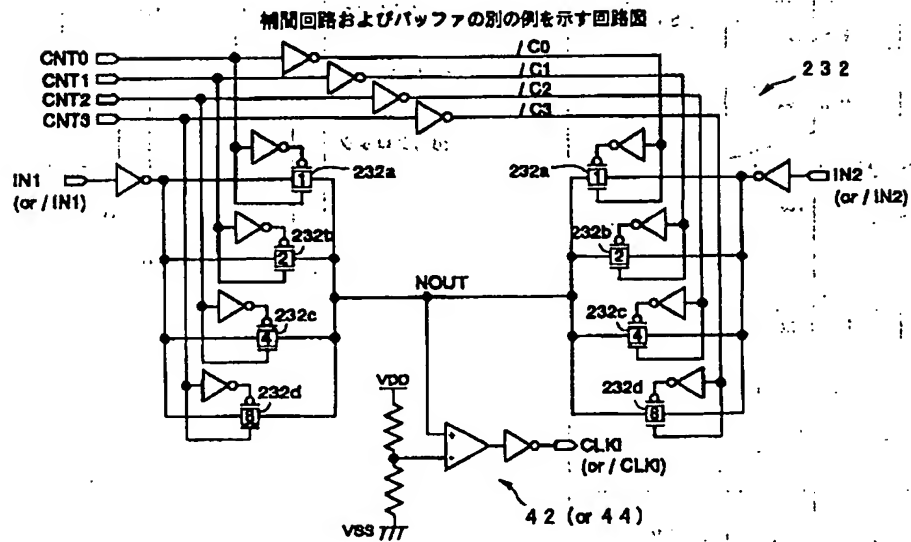 補間回路およびバッファの別の例を示す回路図
CNT0
CNT1
CNT2
CNT3
/C0
/C1
/C2
/C3
232
IN1
(or / IN1)
1
232a
2
232b
4
232c
8
232d
232a
1
232b
2
232c
4
232d
8
IN2
(or / IN2)
NOUT
VDD
VSS
+
-
CLKI
(or / CLKI)
42 (or 44)